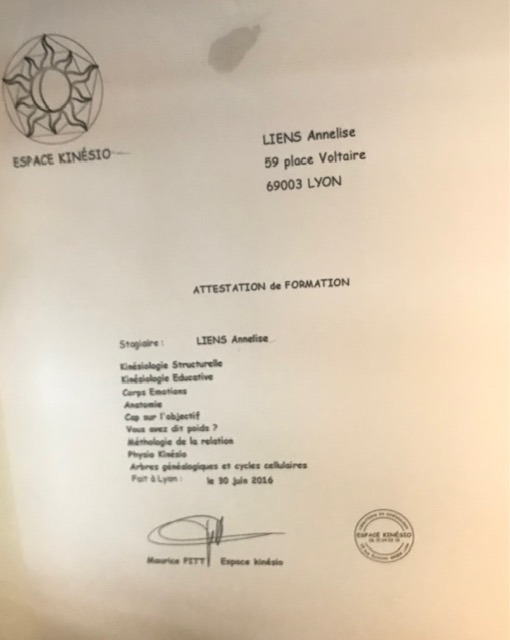 ESPACE KINÉSIO
LIENS Annelise
59 place Voltaire
69003 LYON
ATTESTATION de FORMATION
Stagiaire : LIENS Annelise
Kinésiologie Structurelle
Kinésiologie Educative
Corps Emotions
Anatomie
Cap sur l'objectif
Vous avez dit poids ?
Méthologie de la relation
Physio Kinésio
Arbres généalogiques et cycles cellulaires
Fait à Lyon : le 30 juin 2016
Maurice PITT Espace kinésio
ESPACE KINÉSIO